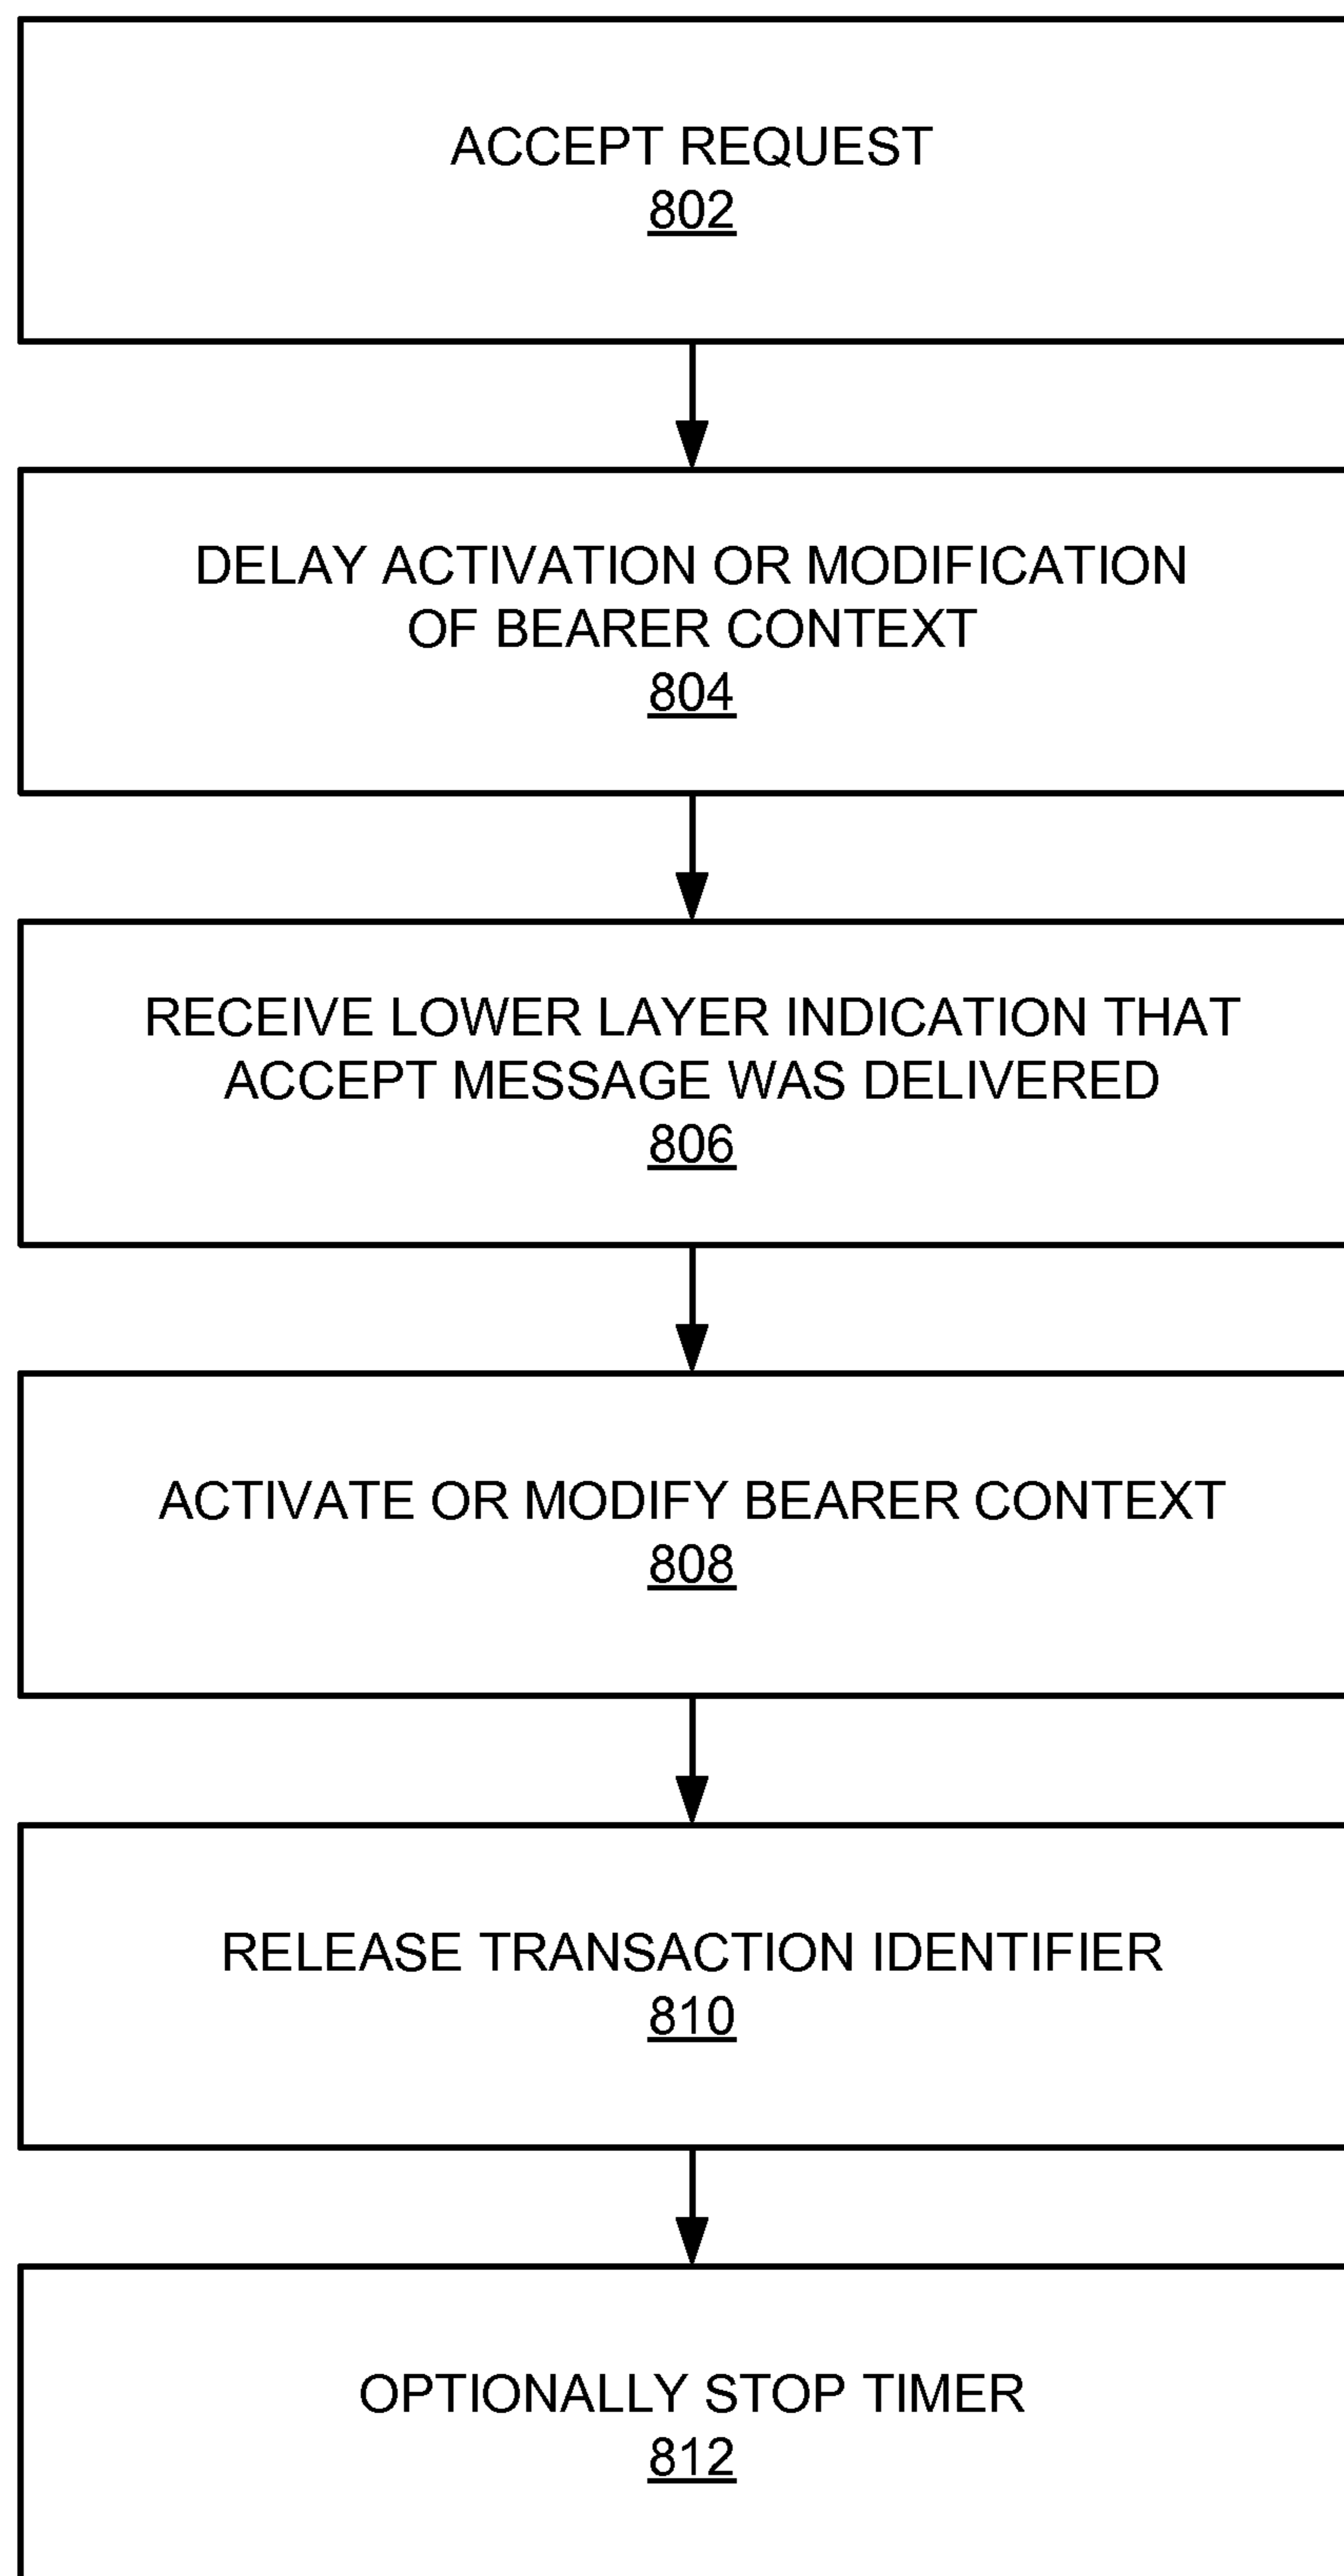 ACCEPT REQUEST
802
DELAY ACTIVATION OR MODIFICATION
OF BEARER CONTEXT
804
RECEIVE LOWER LAYER INDICATION THAT
ACCEPT MESSAGE WAS DELIVERED
806
ACTIVATE OR MODIFY BEARER CONTEXT
808
RELEASE TRANSACTION IDENTIFIER
810
OPTIONALLY STOP TIMER
812